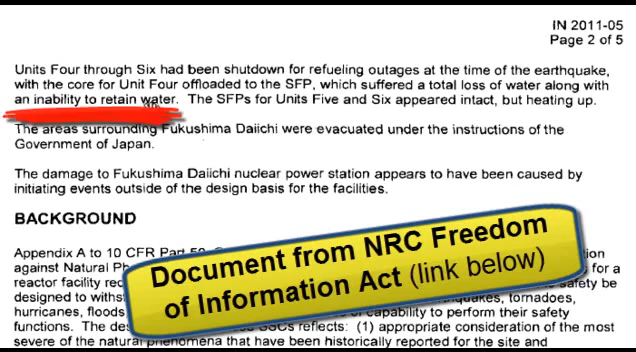 IN 2011-05
Page 2 of 5
Units Four through Six had been shutdown for refueling outages at the time of the earthquake,
with the core for Unit Four offloaded to the SFP, which suffered a total loss of water along with
an inability to retain water. The SFPs for Units Five and Six appeared intact, but heating up.
The areas surrounding Fukushima Daiichi were evacuated under the instructions of the
Government of Japan.
The damage to Fukushima Daiichi nuclear power station appears to have been caused by
initiating events outside of the design basis for the facilities.
BACKGROUND
Appendix A to 10 CFR Part 50,
against Natural Ph
for a
reactor facility req
safety be
designed to withs
quakes, tornadoes,
hurricanes, floods
capability to perform their safety
functions. The des
SSCs reflects: (1) appropriate consideration of the most
severe of the natural phenomena that have been historically reported for the site and
Document from NRC Freedom
of Information Act (link below)